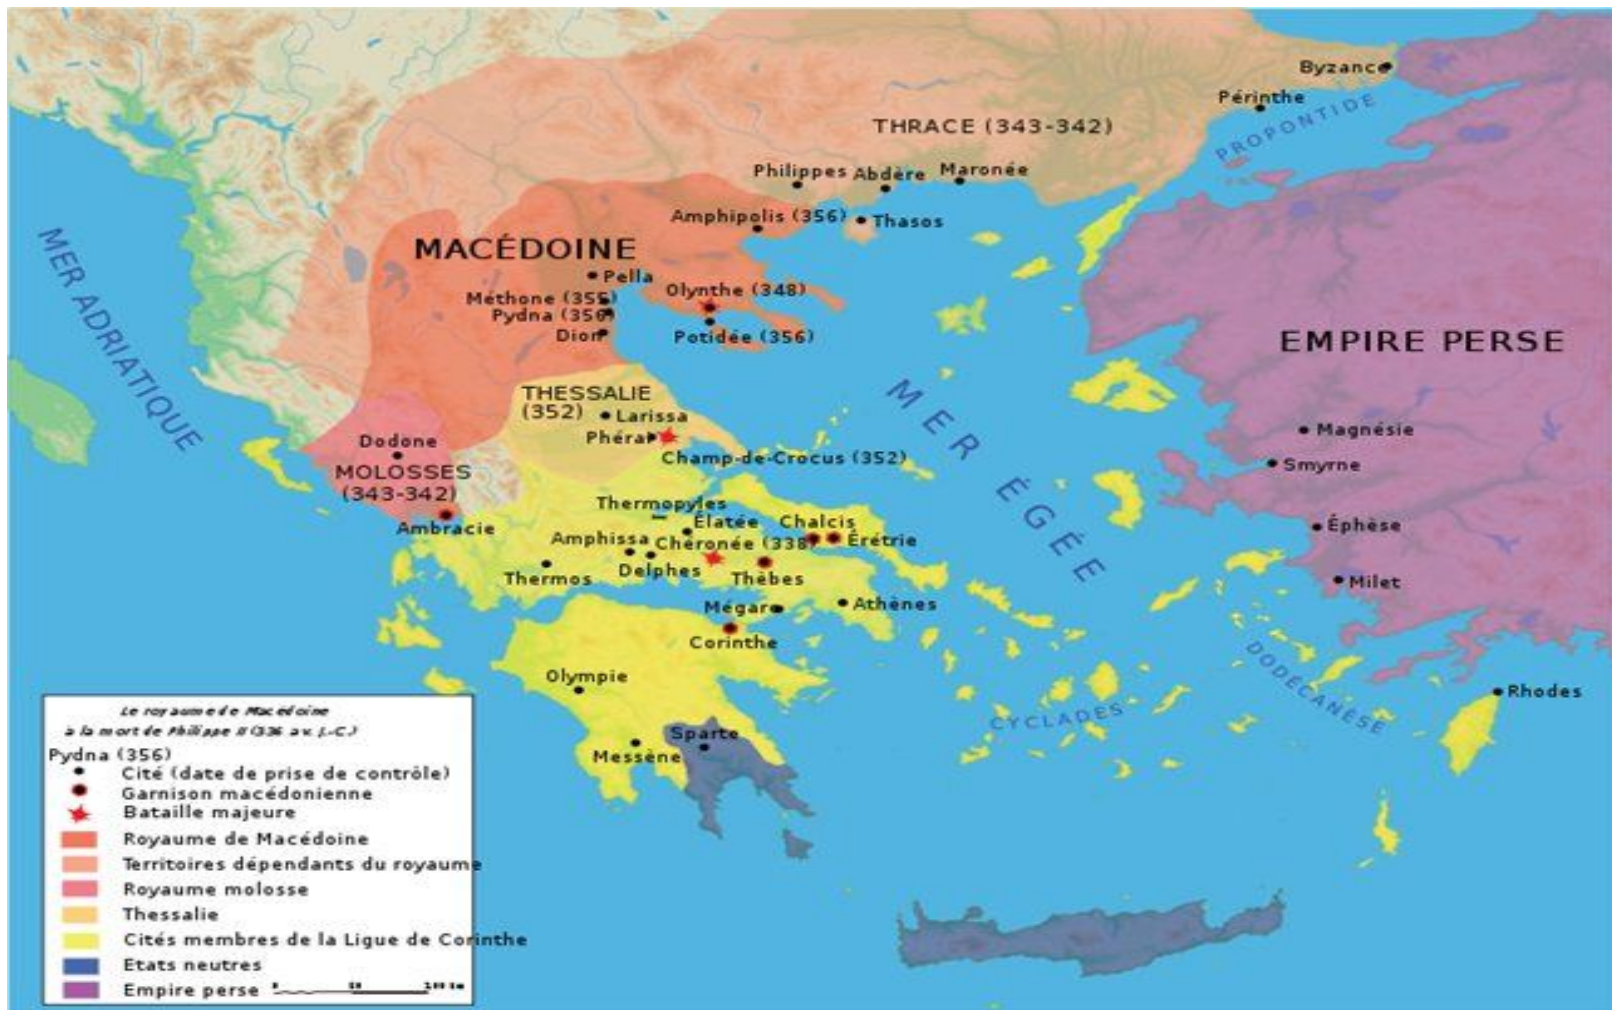 Byzance
Périnthe
PROPONTIDE
THRACE (343-342)
Philippes
Abdère
Maronée
Amphipolis (356)
Thasos
MACÉDOINE
Pella
Méthone (355)
Olynthe (348)
Pydna (356)
Dion
Potidée (356)
MER ADRIATIQUE
EMPIRE PERSE
MER ÉGÉE
THESSALIE
(352)
Larissa
Phéra
Champ-de-Crocus (352)
Dodone
MOLOSSES
(343-342)
Ambracie
Magnésie
Smyrne
Thermopyles
Élatée
Chalcis
Érétrie
Éphèse
Amphissa
Chéronée (338)
Delphes
Thèbes
Thermos
Milet
Mégare
Athènes
Corinthe
Olympie
DODÉCANÈSE
Rhodes
CYCLADES
Sparte
Messène
Le royaume de Macédoine
à la mort de Philippe II (336 av. J.-C.)
Pydna (356)
Cité (date de prise de contrôle)
Garnison macédonienne
Bataille majeure
Royaume de Macédoine
Territoires dépendants du royaume
Royaume molosse
Thessalie
Cités membres de la Ligue de Corinthe
Etats neutres
Empire perse